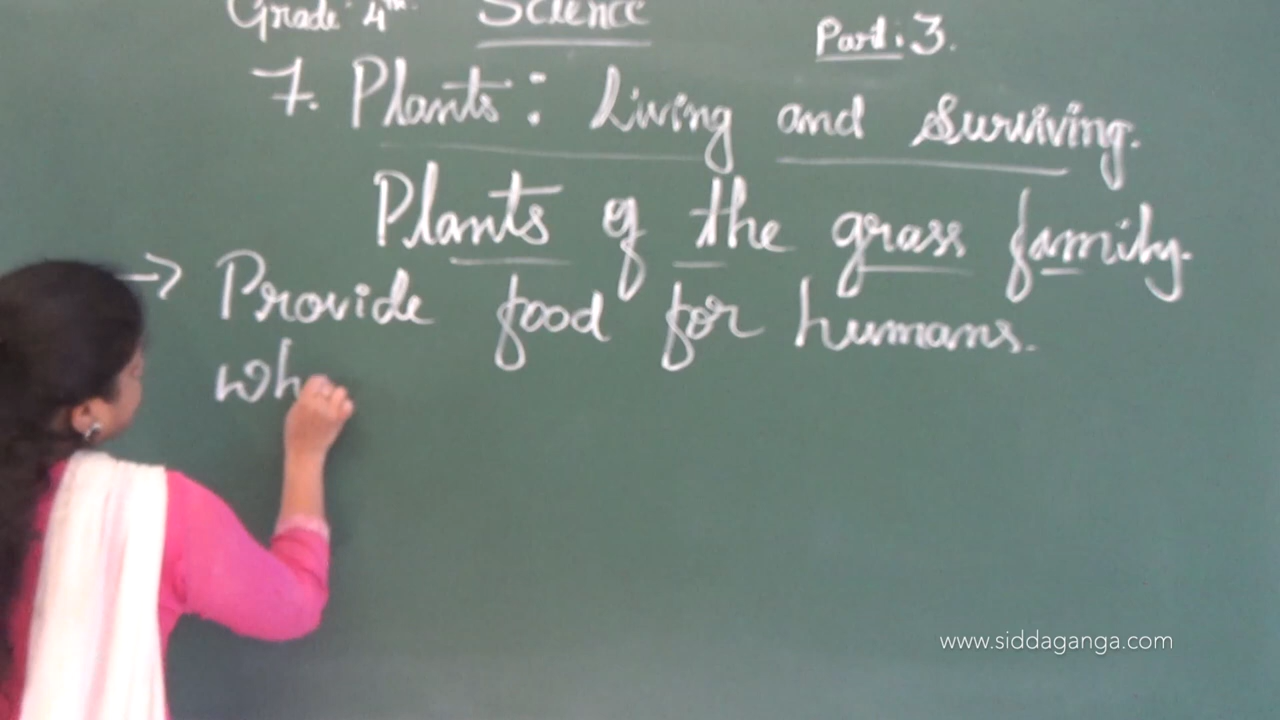 Grade: 4th Science
Part: 3.
7. Plants: Living and Surviving.
Plants of the grass family.
→ Provide food for humans.
wh
www.siddaganga.com